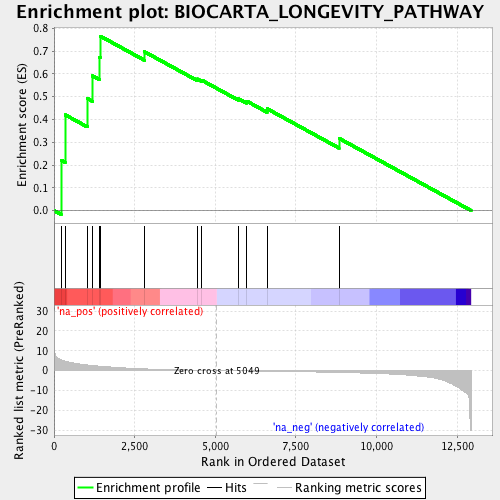 Enrichment plot: BIOCARTA_LONGEVITY_PATHWAY
Enrichment score (ES)
0.8
0.7
0.6
0.5
0.4
0.3
0.2
0.1
0.0
'na_pos' (positively correlated)
Ranked list metric (PreRanked)
30
20
10
0
-10
-20
-30
Zero cross at 5049
'na_neg' (negatively correlated)
0 2,500 5,000 7,500 10,000 12,500
Rank in Ordered Dataset
Enrichment profile Hits Ranking metric scores